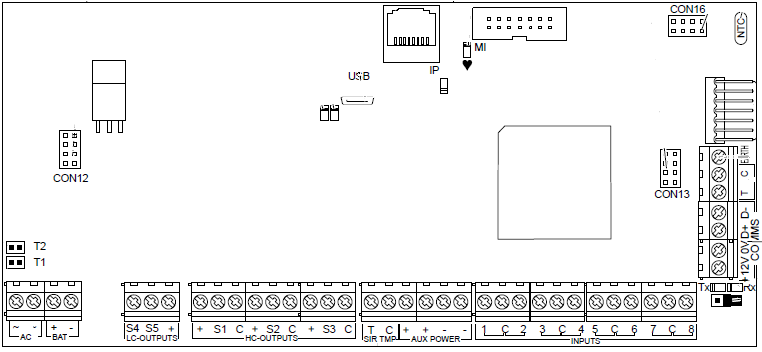 CON16
NTC
MI
IP
USB
♥
CON12
CON13
EARTH
C
T
D-
D+
0V
+12V
COMMS
T2
T1
Tx
Rx
~ ~ + -
AC BAT
S4 S5 +
LC-OUTPUTS
+ S1 C + S2 C + S3 C
HC-OUTPUTS
T C + + - -
SIR TMP AUX POWER
1 C 2 3 C 4 5 C 6 7 C 8
INPUTS